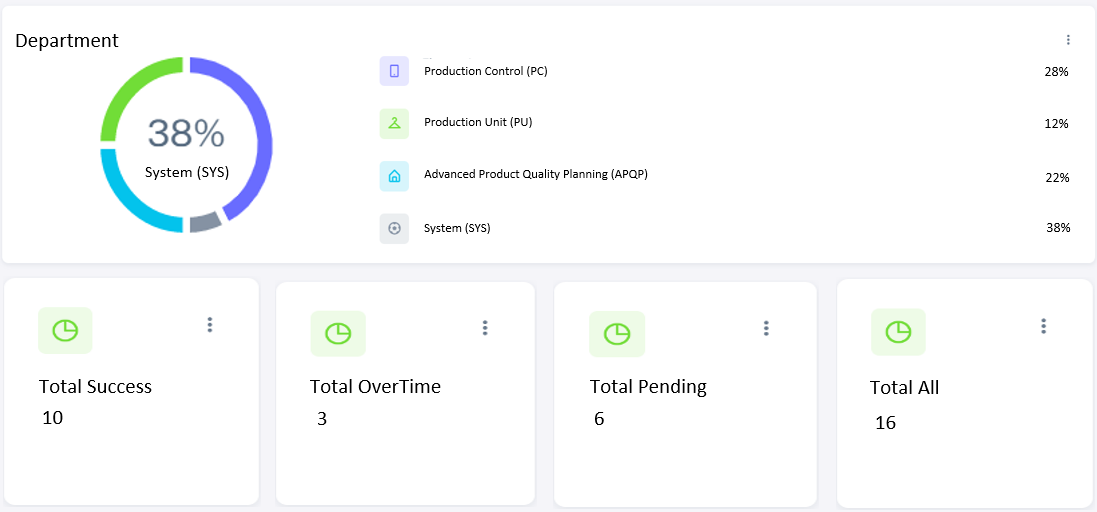 Department
38%
System (SYS)
Production Control (PC)
28%
Production Unit (PU)
12%
Advanced Product Quality Planning (APQP)
22%
System (SYS)
38%
Total Success
10
Total OverTime
3
Total Pending
6
Total All
16